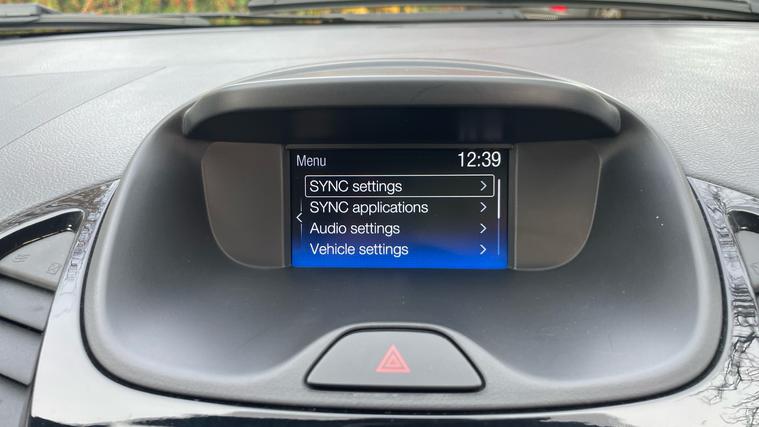 Menu 12:39
SYNC settings
SYNC applications
Audio settings
Vehicle settings